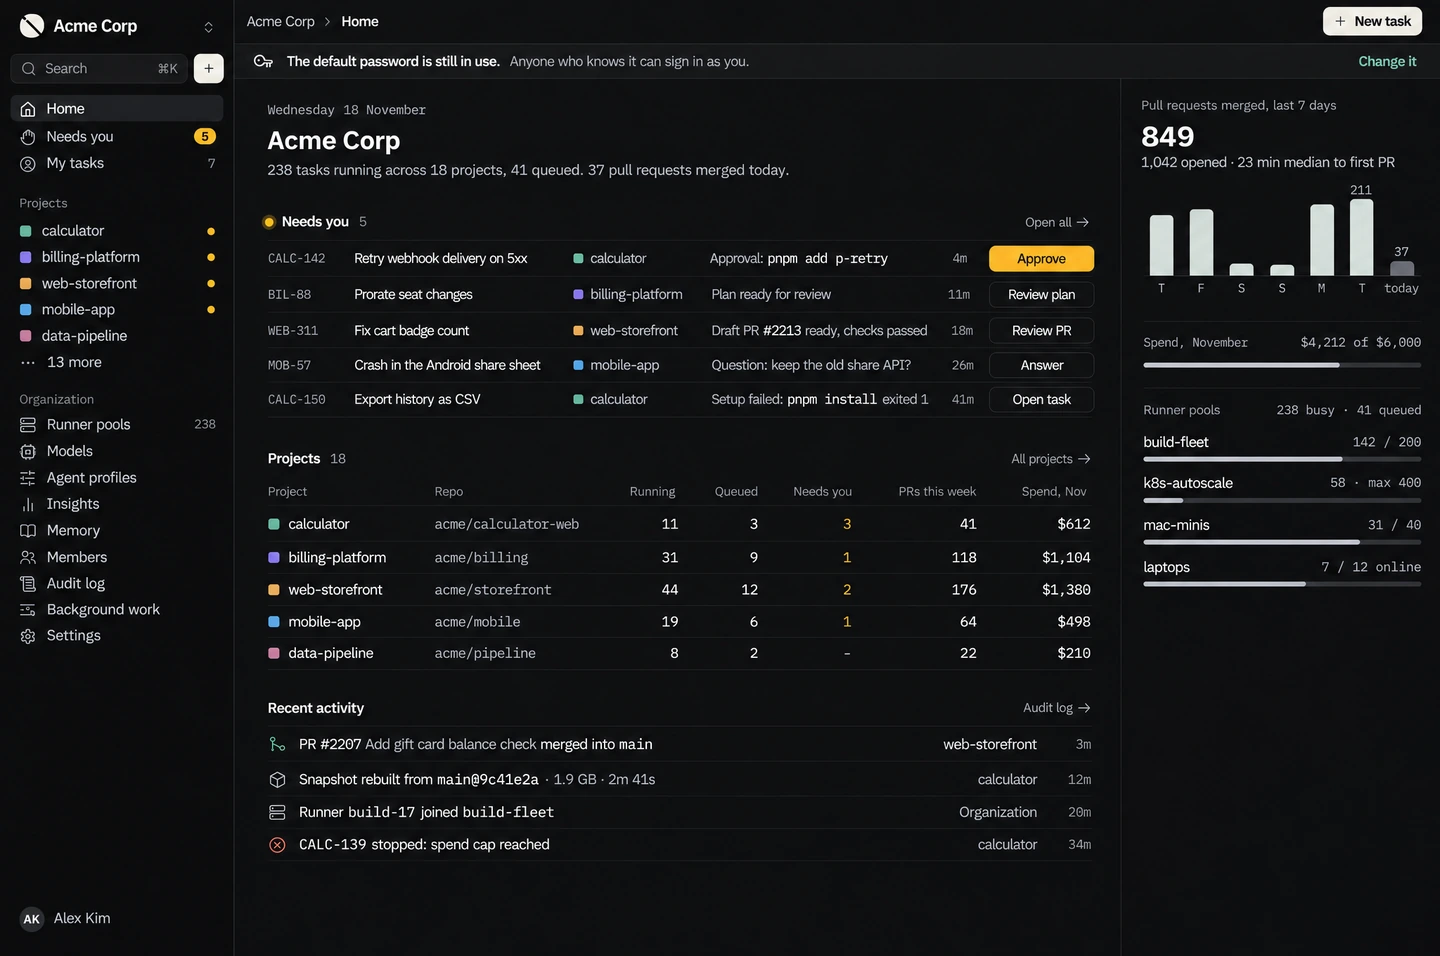 Acme Corp
Search ⌘K +
Home
Needs you 5
My tasks 7
Projects
calculator
billing-platform
web-storefront
mobile-app
data-pipeline
··· 13 more
Organization
Runner pools 238
Models
Agent profiles
Insights
Memory
Members
Audit log
Background work
Settings
AK Alex Kim
Acme Corp > Home
+ New task
The default password is still in use. Anyone who knows it can sign in as you.
Change it
Wednesday 18 November
Acme Corp
238 tasks running across 18 projects, 41 queued. 37 pull requests merged today.
Needs you 5 Open all →
CALC-142 Retry webhook delivery on 5xx calculator Approval: pnpm add p-retry 4m Approve
BIL-88 Prorate seat changes billing-platform Plan ready for review 11m Review plan
WEB-311 Fix cart badge count web-storefront Draft PR #2213 ready, checks passed 18m Review PR
MOB-57 Crash in the Android share sheet mobile-app Question: keep the old share API? 26m Answer
CALC-150 Export history as CSV calculator Setup failed: pnpm install exited 1 41m Open task
Projects 18 All projects →
Project Repo Running Queued Needs you PRs this week Spend, Nov
calculator acme/calculator-web 11 3 3 41 $612
billing-platform acme/billing 31 9 1 118 $1,104
web-storefront acme/storefront 44 12 2 176 $1,380
mobile-app acme/mobile 19 6 1 64 $498
data-pipeline acme/pipeline 8 2 - 22 $210
Recent activity Audit log →
PR #2207 Add gift card balance check merged into main web-storefront 3m
Snapshot rebuilt from main@9c41e2a · 1.9 GB · 2m 41s calculator 12m
Runner build-17 joined build-fleet Organization 20m
CALC-139 stopped: spend cap reached calculator 34m
Pull requests merged, last 7 days
849
1,042 opened · 23 min median to first PR
211
37
T F S S M T today
Spend, November $4,212 of $6,000
Runner pools 238 busy · 41 queued
build-fleet 142 / 200
k8s-autoscale 58 · max 400
mac-minis 31 / 40
laptops 7 / 12 online